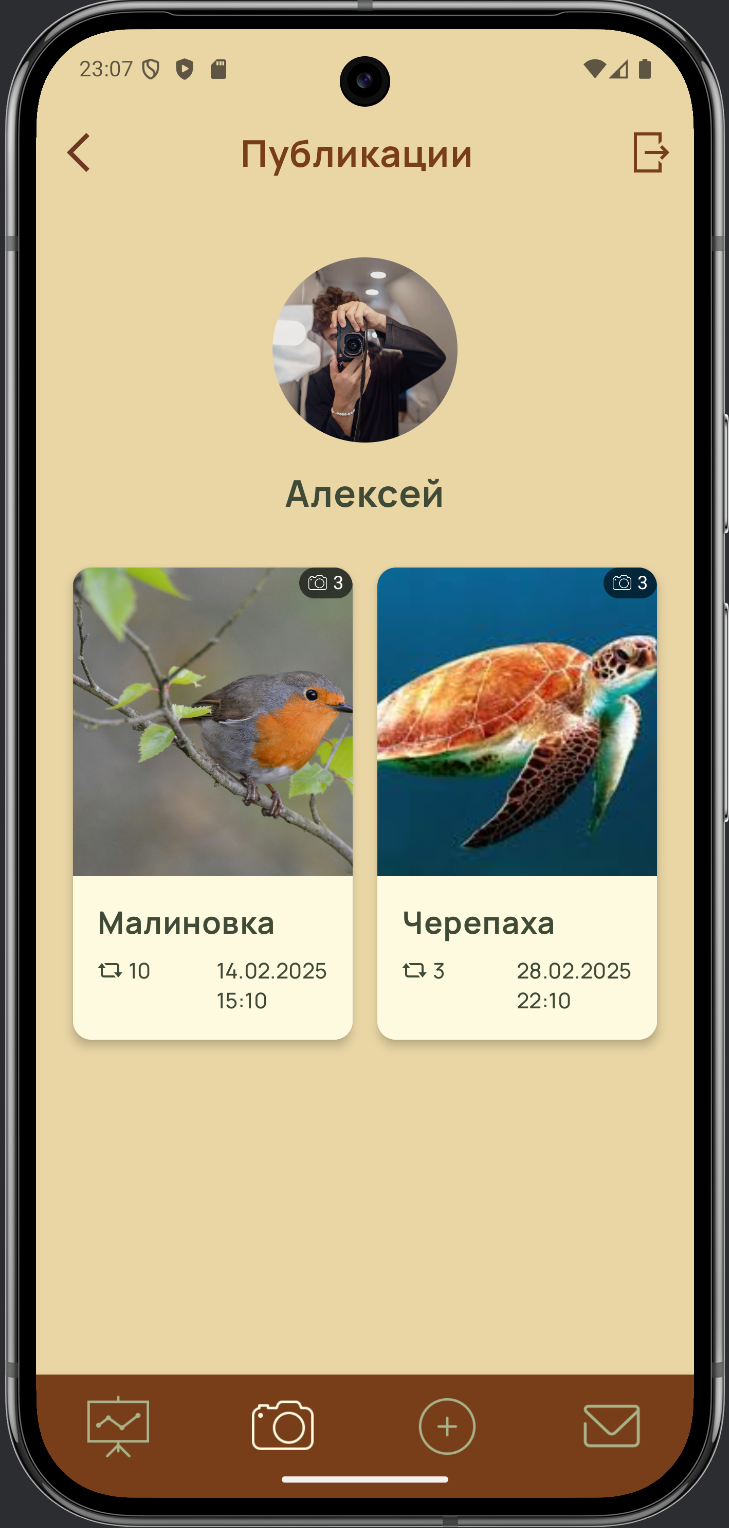 23:07
Публикации
Алексей
3
3
Малиновка
10
14.02.2025
15:10
Черепаха
3
28.02.2025
22:10